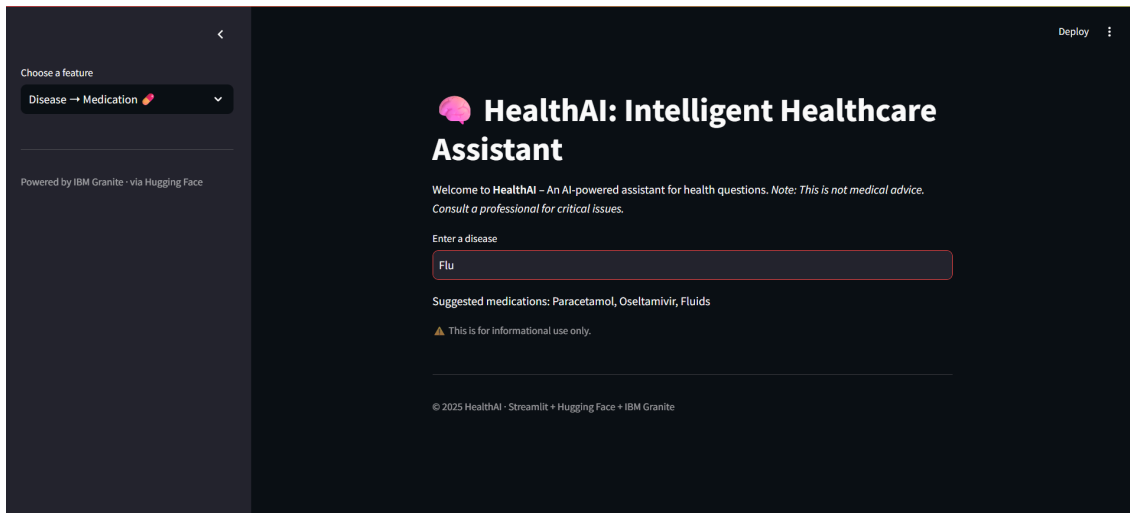 Choose a feature
Disease → Medication 💊
Powered by IBM Granite · via Hugging Face
Deploy
🧠 HealthAI: Intelligent Healthcare
Assistant
Welcome to HealthAI – An AI-powered assistant for health questions. Note: This is not medical advice.
Consult a professional for critical issues.
Enter a disease
Flu
Suggested medications: Paracetamol, Oseltamivir, Fluids
⚠️ This is for informational use only.
© 2025 HealthAI · Streamlit + Hugging Face + IBM Granite